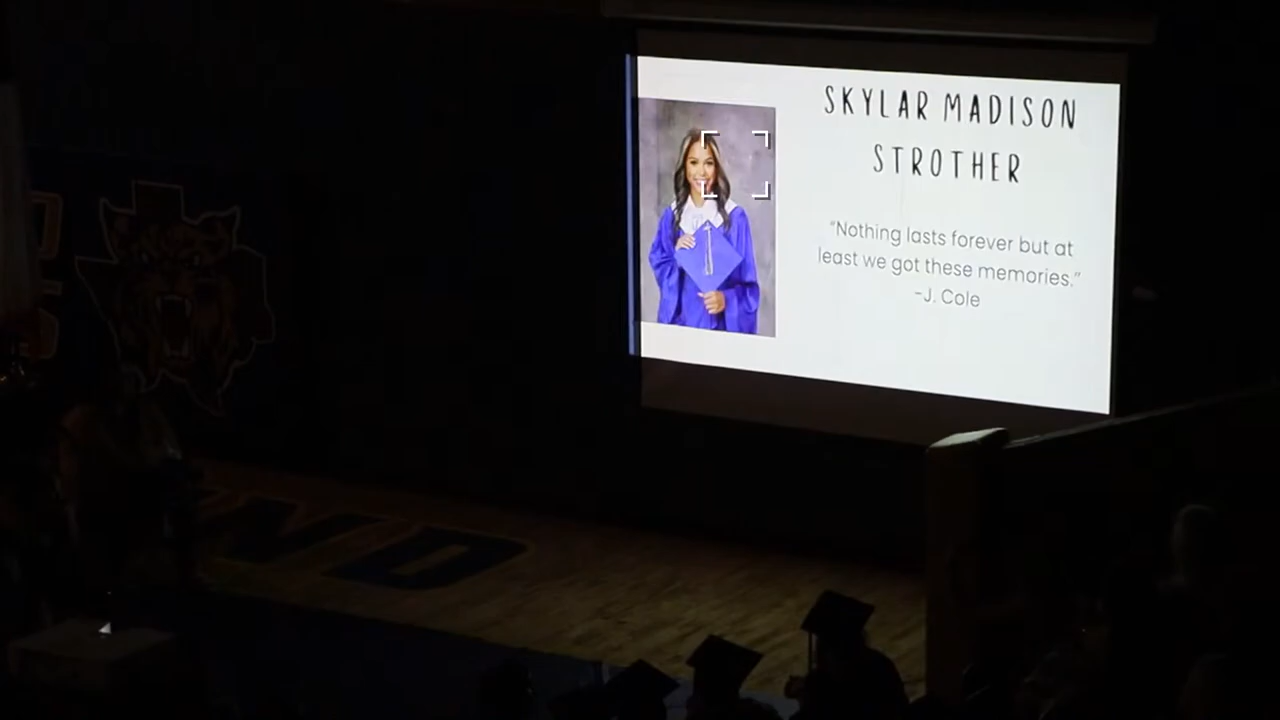 SKYLAR MADISON
STROTHER
"Nothing lasts forever but at
least we got these memories."
-J. Cole